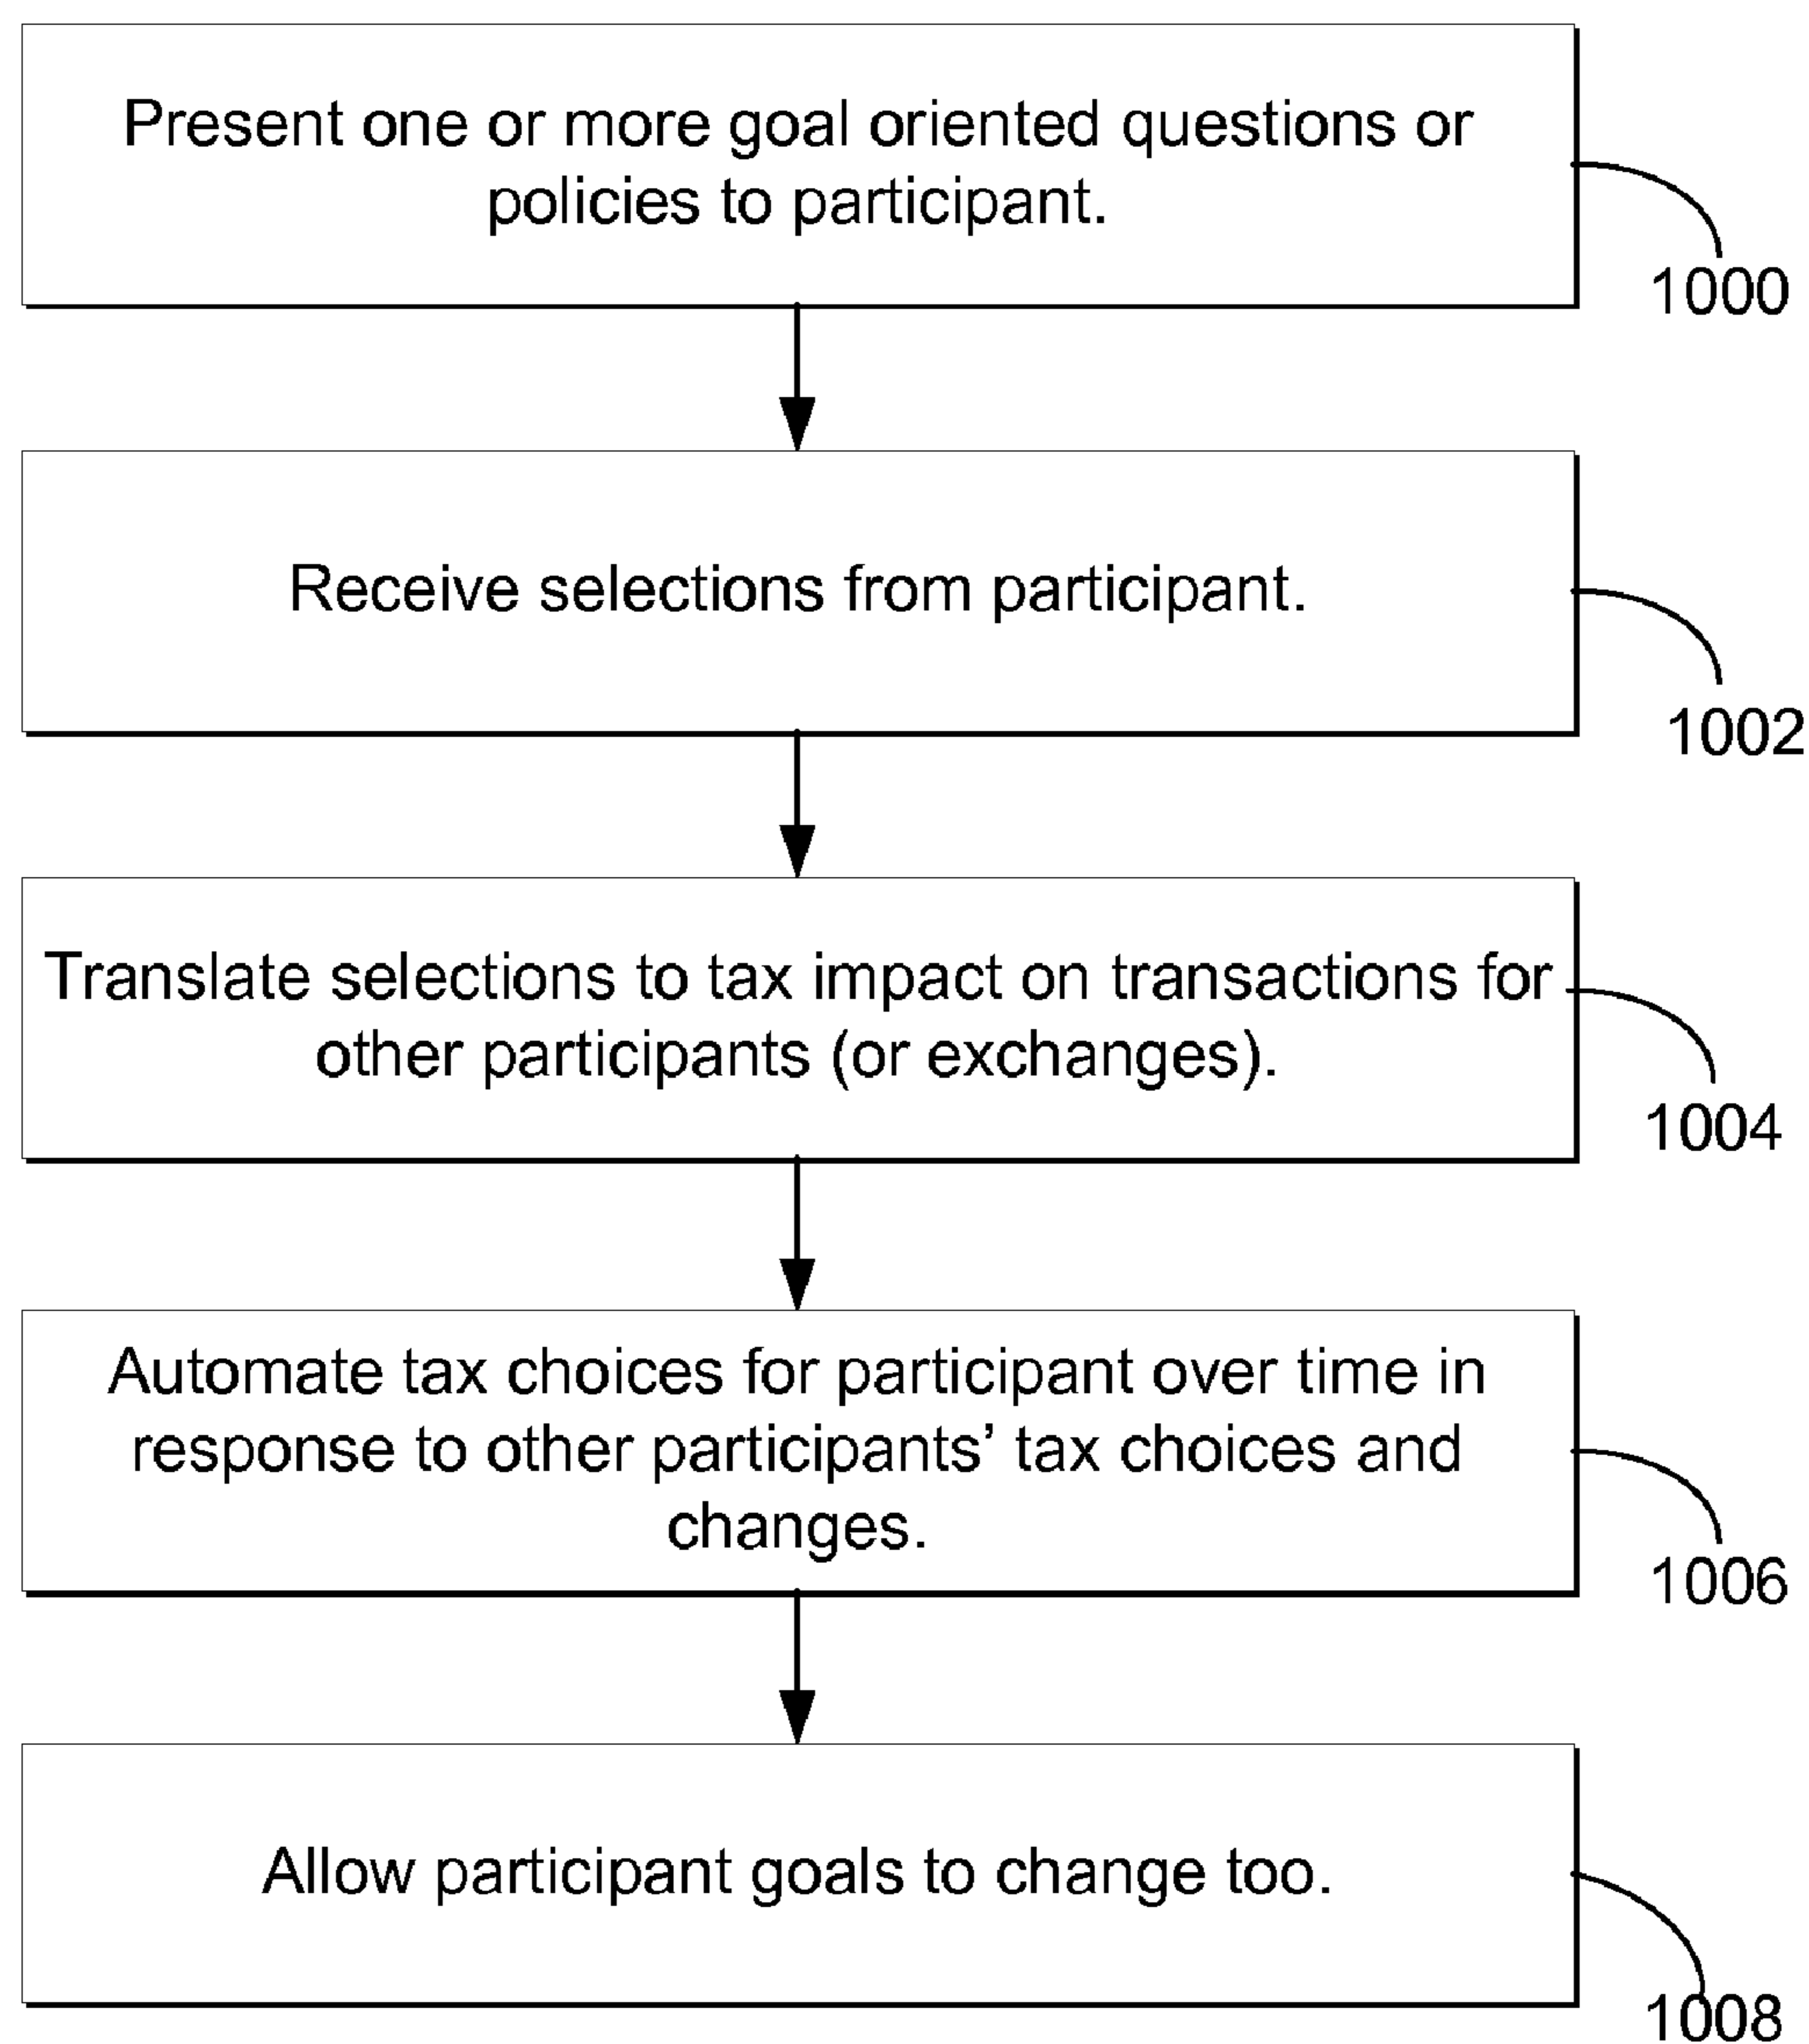 Present one or more goal oriented questions or
policies to participant.
1000
Receive selections from participant.
1002
Translate selections to tax impact on transactions for
other participants (or exchanges).
1004
Automate tax choices for participant over time in
response to other participants’ tax choices and
changes.
1006
Allow participant goals to change too.
1008